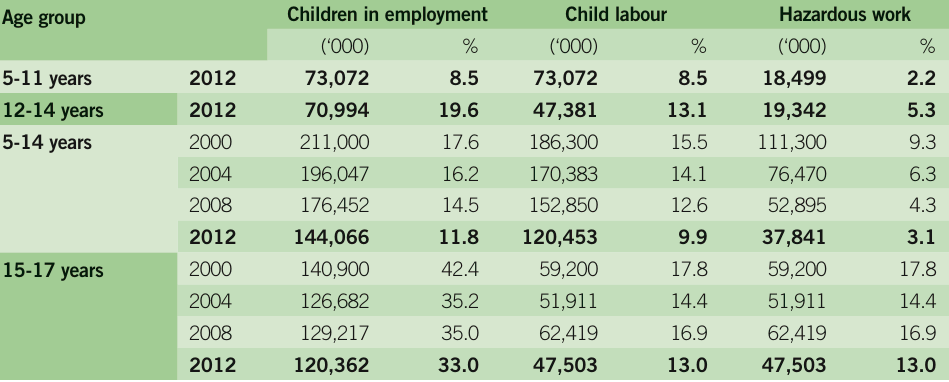 Age group Children in employment Child labour Hazardous work
(‘000) % (‘000) % (‘000) %
5-11 years 2012 73,072 8.5 73,072 8.5 18,499 2.2
12-14 years 2012 70,994 19.6 47,381 13.1 19,342 5.3
5-14 years 2000 211,000 17.6 186,300 15.5 111,300 9.3
2004 196,047 16.2 170,383 14.1 76,470 6.3
2008 176,452 14.5 152,850 12.6 52,895 4.3
2012 144,066 11.8 120,453 9.9 37,841 3.1
15-17 years 2000 140,900 42.4 59,200 17.8 59,200 17.8
2004 126,682 35.2 51,911 14.4 51,911 14.4
2008 129,217 35.0 62,419 16.9 62,419 16.9
2012 120,362 33.0 47,503 13.0 47,503 13.0